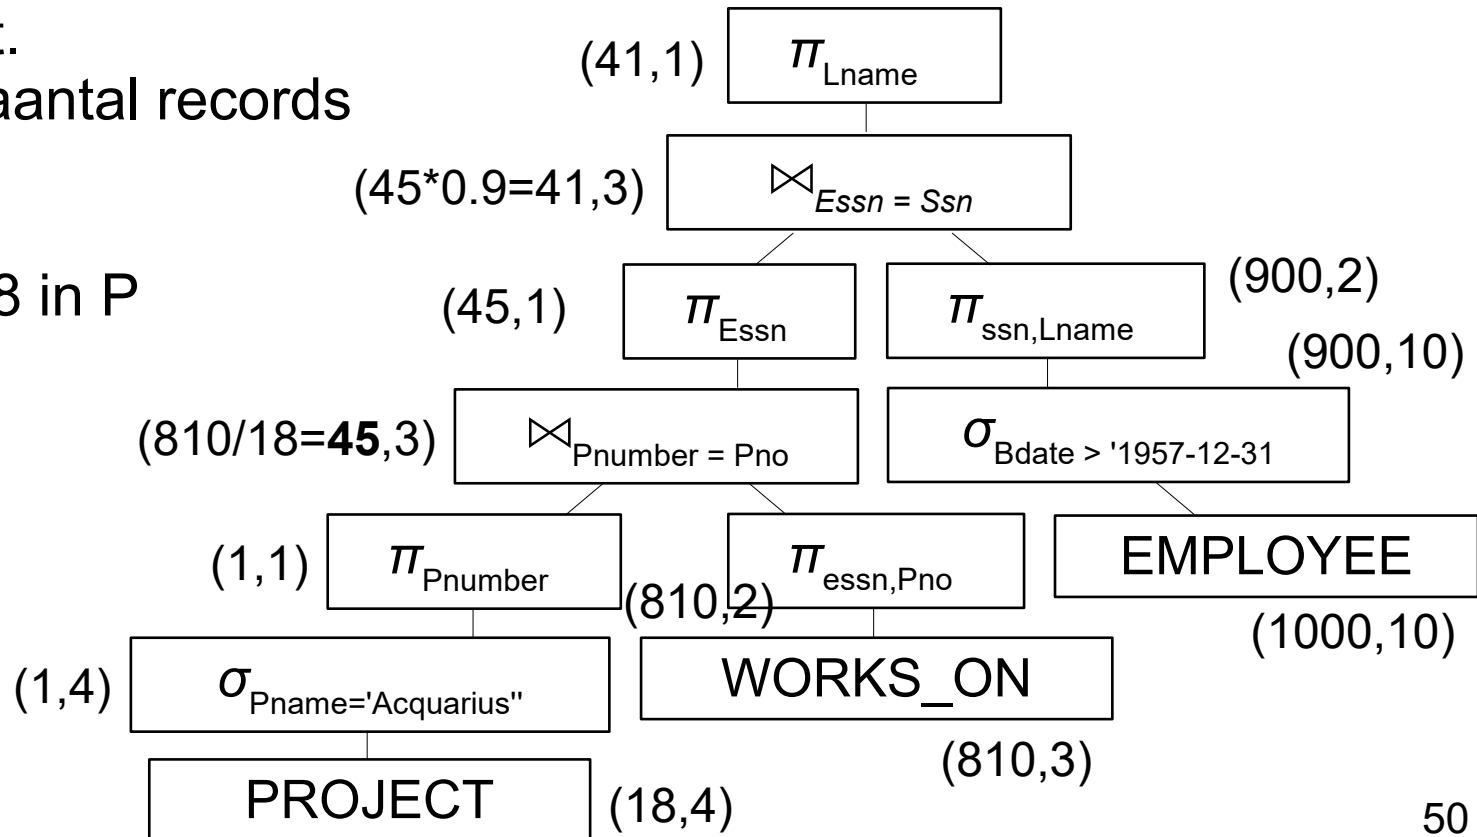 t.
aantal records
8 in P
(41,1) π Lname
(45*0.9=41,3) ⋈ Essn = Ssn
(45,1) π Essn
π ssn,Lname (900,2)
(900,10)
(810/18=45,3) ⋈ Pnumber = Pno
σ Bdate > '1957-12-31
(1,1) π Pnumber
(810,2) π essn,Pno
EMPLOYEE
(1000,10)
(1,4) σ Pname='Acquarius''
WORKS_ON
(810,3)
PROJECT (18,4)
50